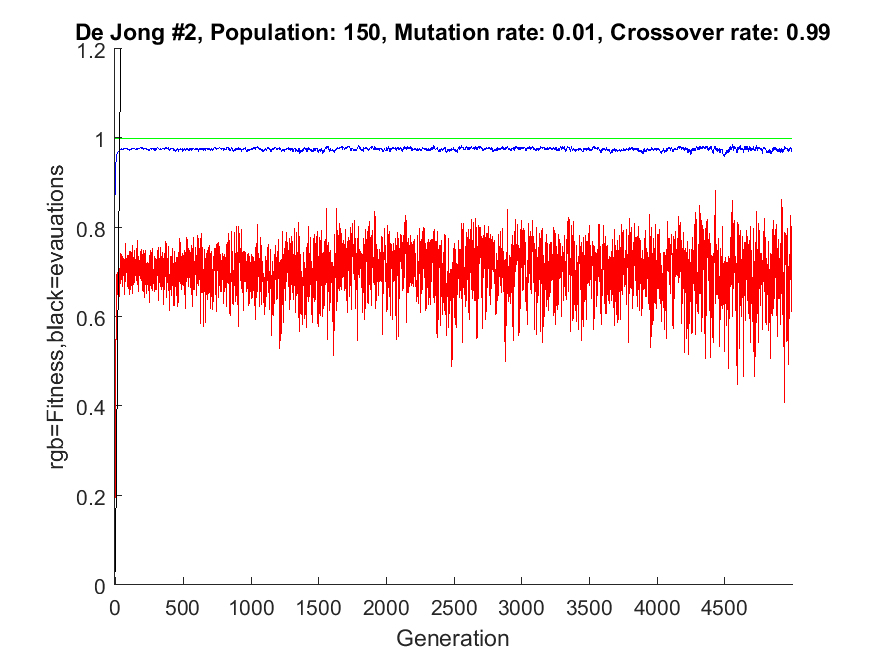 De Jong #2, Population: 150, Mutation rate: 0.01, Crossover rate: 0.99
1.2
1
0.8
0.6
0.4
0.2
0
rgb=Fitness,black=evauations
0 500 1000 1500 2000 2500 3000 3500 4000 4500
Generation